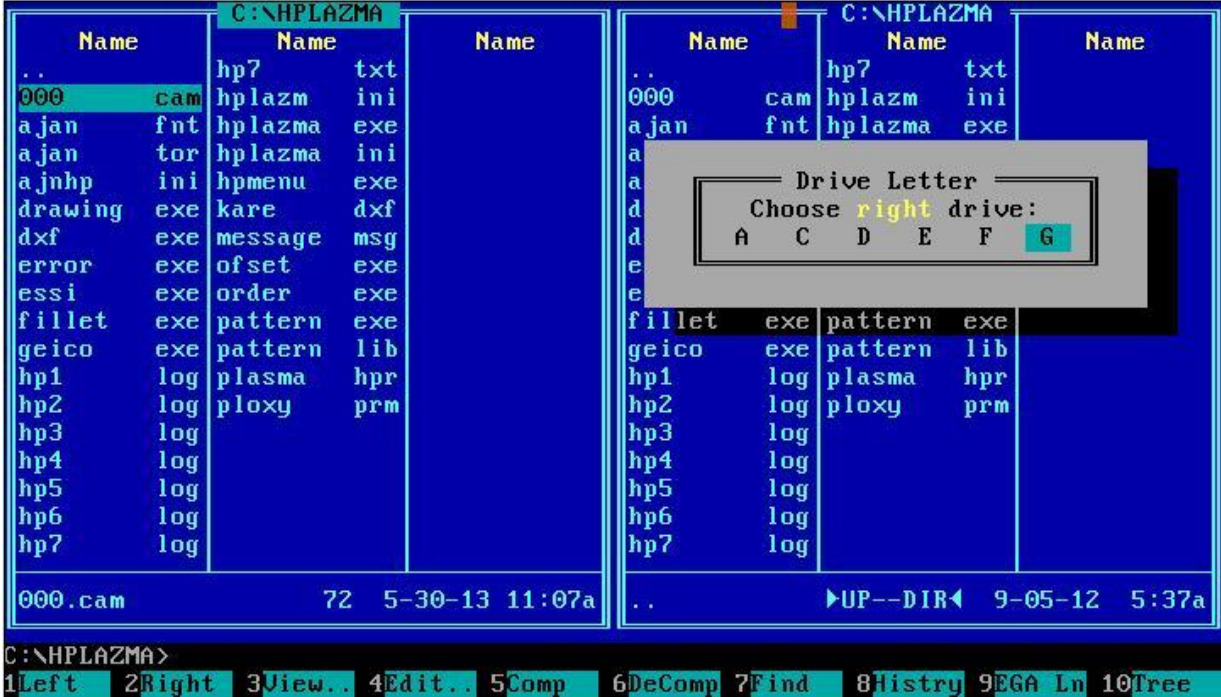 C:\HPLAZMA C:\HPLAZMA
Name Name Name Name Name Name
.. hp7 txt .. hp7 txt
000 cam hplazm ini 000 cam hplazm ini
ajan fnt hplazma exe ajan fnt hplazma exe
ajan tor hplazma ini a
ajnhp ini hpmenu exe a Drive Letter
drawing exe kare dxf d Choose right drive:
dxf exe message msg d A C D E F G
error exe ofset exe e
essi exe order exe e
fillet exe pattern exe fillet exe pattern exe
geico exe pattern lib geico exe pattern lib
hp1 log plasma hpr hp1 log plasma hpr
hp2 log ploxy prm hp2 log ploxy prm
hp3 log hp3 log
hp4 log hp4 log
hp5 log hp5 log
hp6 log hp6 log
hp7 log hp7 log
000.cam 72 5-30-13 11:07a .. ►UP--DIR◄ 9-05-12 5:37a
C:\HPLAZMA>
1Left 2Right 3View.. 4Edit.. 5Comp 6DeComp 7Find 8Histry 9EGA Ln 10Tree